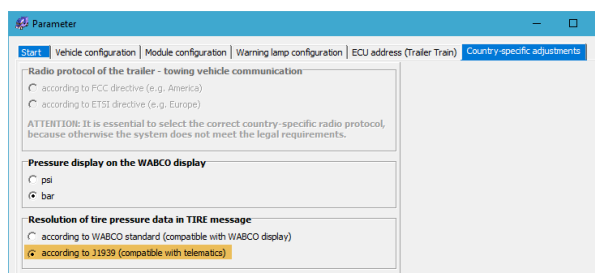 Parameter
Start Vehicle configuration Module configuration Warning lamp configuration ECU address (Trailer Train) Country-specific adjustments
Radio protocol of the trailer - towing vehicle communication
according to FCC directive (e.g. America)
according to ETSI directive (e.g. Europe)
ATTENTION: It is essential to select the correct country-specific radio protocol,
because otherwise the system does not meet the legal requirements.
Pressure display on the WABCO display
psi
bar
Resolution of tire pressure data in TIRE message
according to WABCO standard (compatible with WABCO display)
according to J1939 (compatible with telematics)